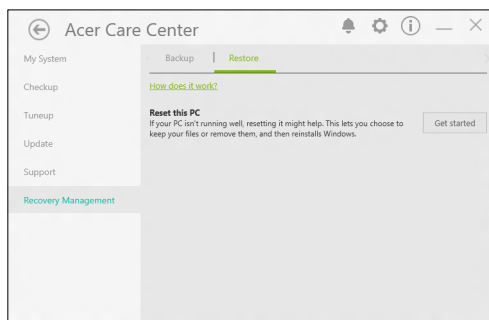 Acer Care Center
My System
Backup
Restore
Checkup
How does it work?
Tuneup
Reset this PC
If your PC isn't running well, resetting it might help. This lets you choose to
keep your files or remove them, and then reinstalls Windows.
Get started
Update
Support
Recovery Management